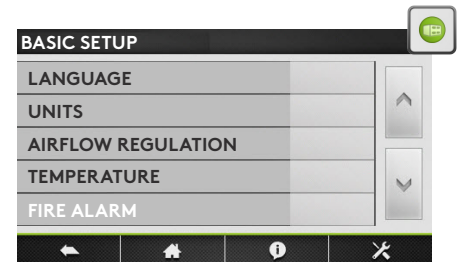 BASIC SETUP
LANGUAGE
UNITS
AIRFLOW REGULATION
TEMPERATURE
FIRE ALARM